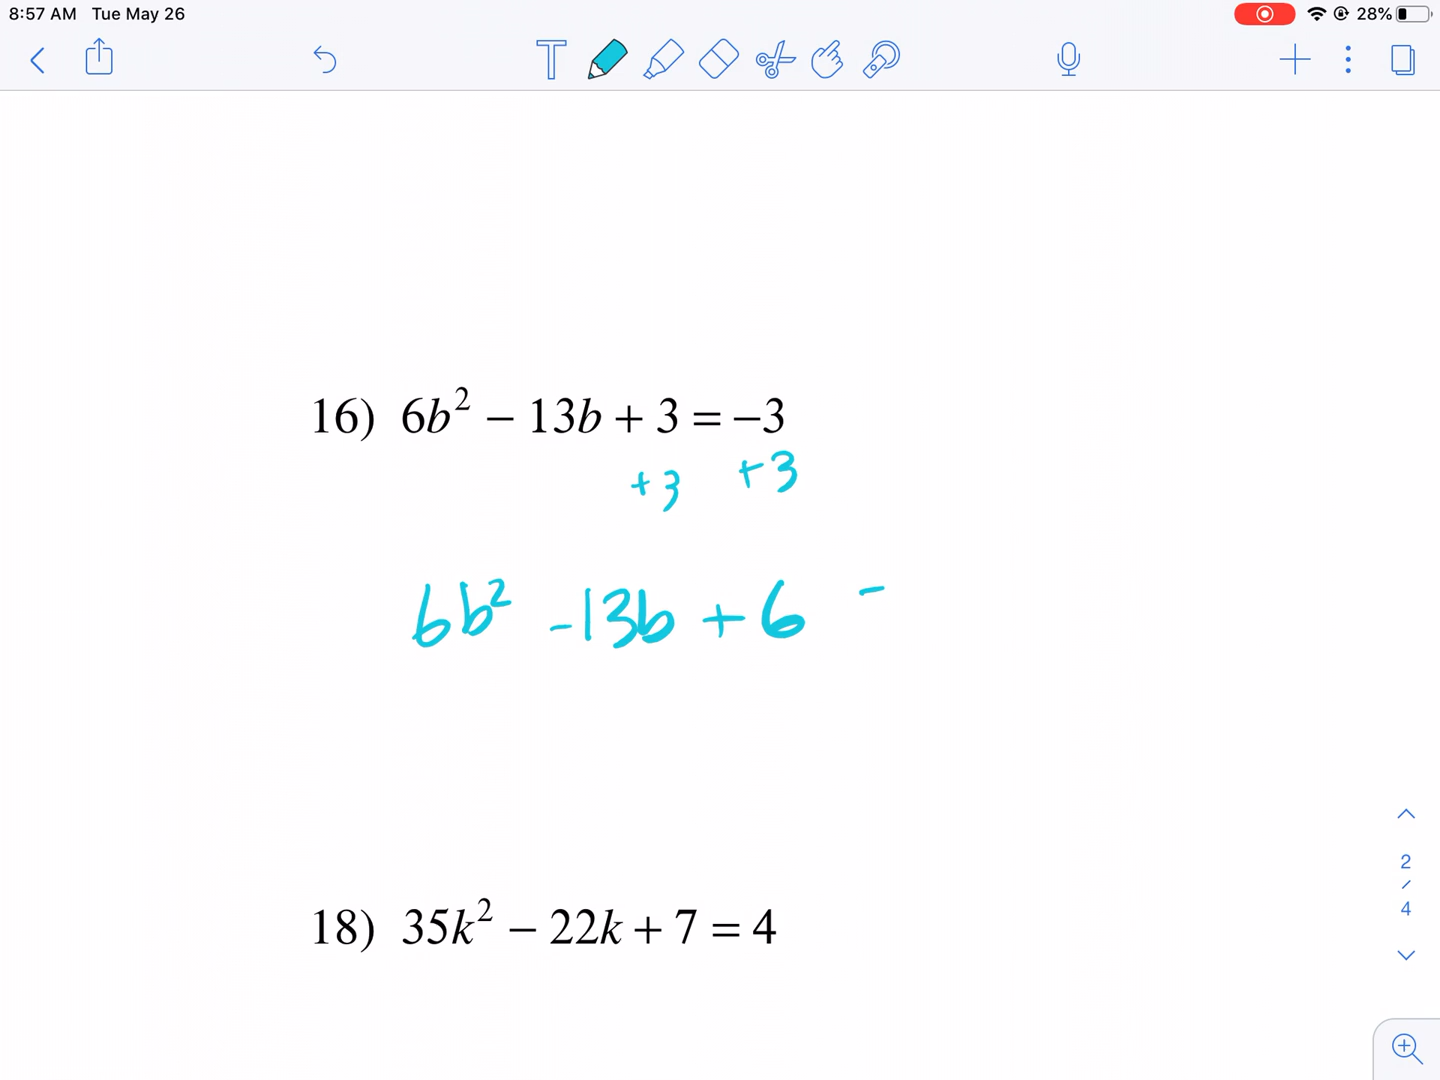 8:57 AM Tue May 26 28%
T
16) 6b² − 13b + 3 = −3
+3 +3
6b² -13b + 6 -
2
/
4
18) 35k² − 22k + 7 = 4